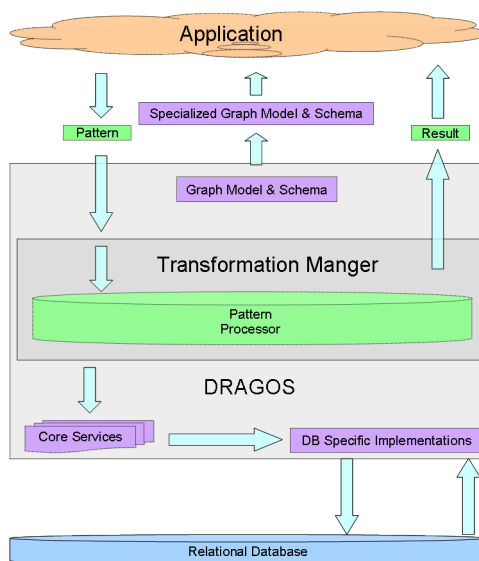 Application
Specialized Graph Model & Schema
Pattern
Result
Graph Model & Schema
Transformation Manger
Pattern
Processor
DRAGOS
Core Services
DB Specific Implementations
Relational Database